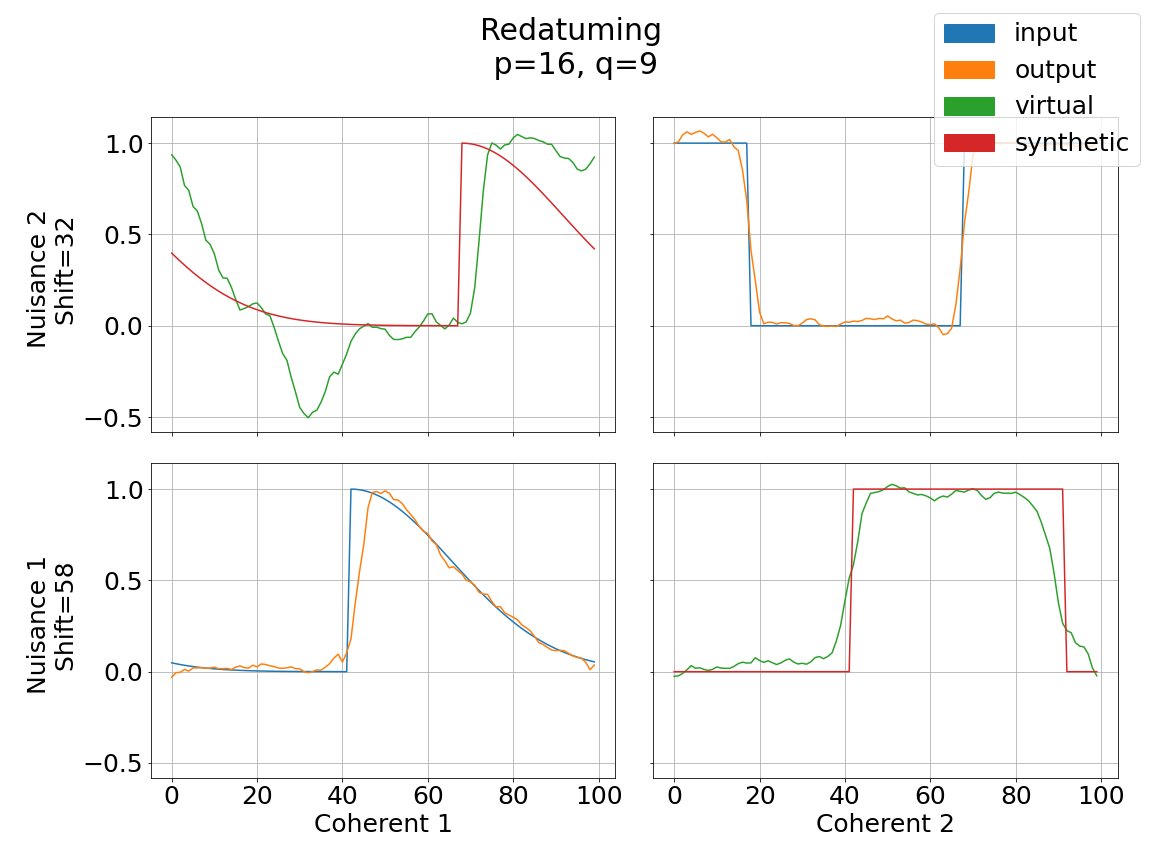 Redatuming
p=16, q=9
input
output
virtual
synthetic
Nuisance 2
Shift=32
1.0
0.5
0.0
−0.5
Nuisance 1
Shift=58
1.0
0.5
0.0
−0.5
0 20 40 60 80 100
Coherent 1
0 20 40 60 80 100
Coherent 2